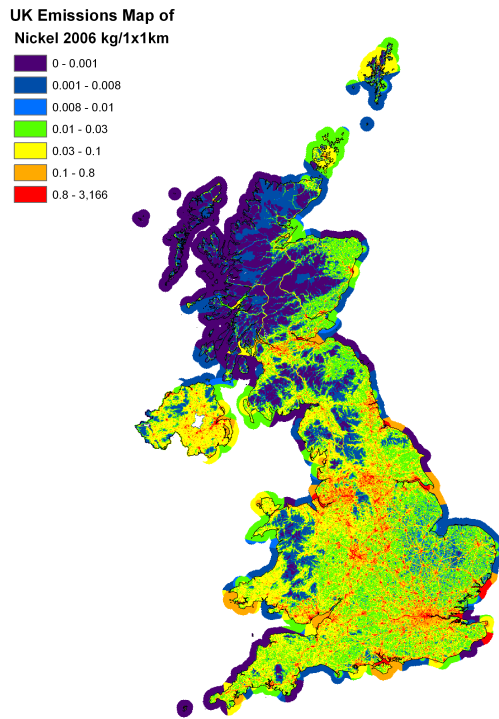 UK Emissions Map of
Nickel 2006 kg/1x1km
0 - 0.001
0.001 - 0.008
0.008 - 0.01
0.01 - 0.03
0.03 - 0.1
0.1 - 0.8
0.8 - 3,166